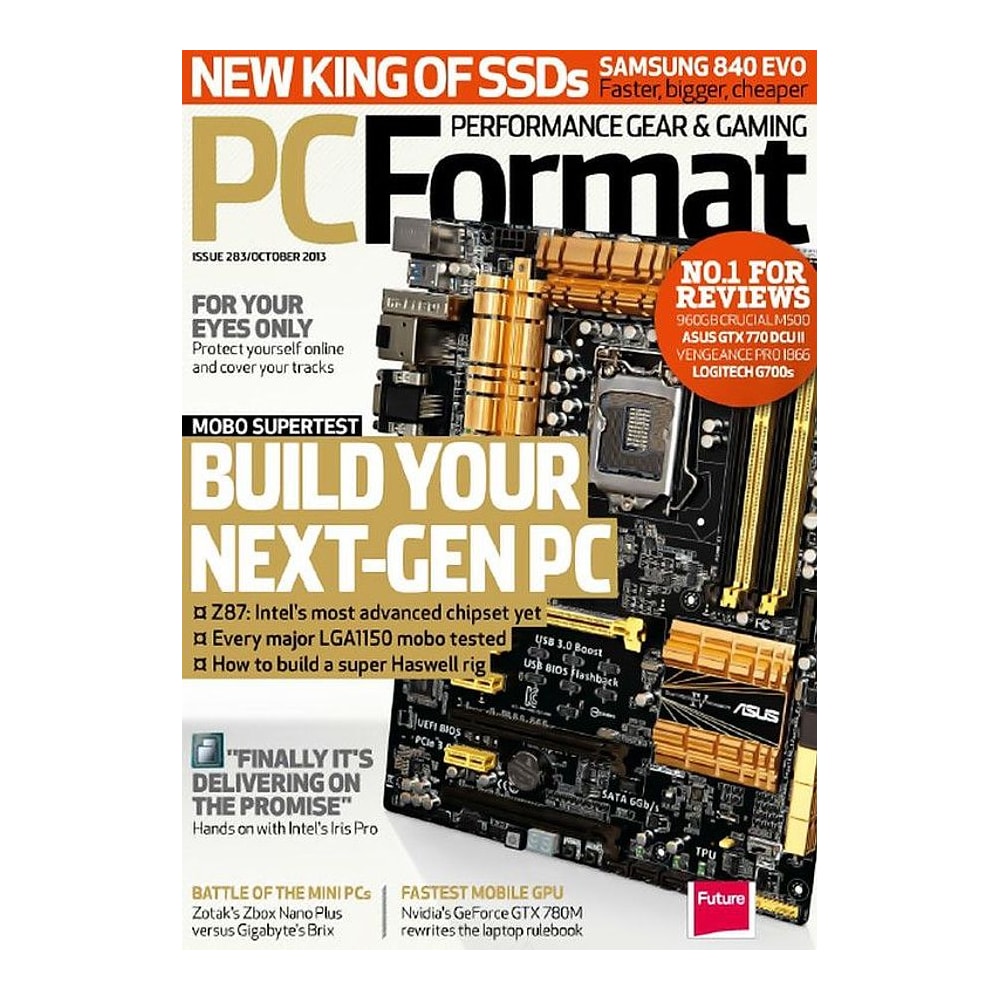 NEW KING OF SSDs
SAMSUNG 840 EVO
Faster, bigger, cheaper
PERFORMANCE GEAR & GAMING
PCFormat
ISSUE 283/OCTOBER 2013
NO.1 FOR
REVIEWS
960GB CRUCIAL M500
ASUS GTX 770 DCU II
VENGEANCE PRO 1866
LOGITECH G700s
FOR YOUR
EYES ONLY
Protect yourself online
and cover your tracks
MOBO SUPERTEST
BUILD YOUR
NEXT-GEN PC
¤ Z87: Intel's most advanced chipset yet
¤ Every major LGA1150 mobo tested
¤ How to build a super Haswell rig
USB 3.0 Boost
USB BIOS Flashback
FC
ASUS
UEFI BIOS
PCIe 3.0
SATA 6Gb/s
TPU
"FINALLY IT'S
DELIVERING ON
THE PROMISE"
Hands on with Intel's Iris Pro
BATTLE OF THE MINI PCs
Zotak's Zbox Nano Plus
versus Gigabyte's Brix
FASTEST MOBILE GPU
Nvidia's GeForce GTX 780M
rewrites the laptop rulebook
Future